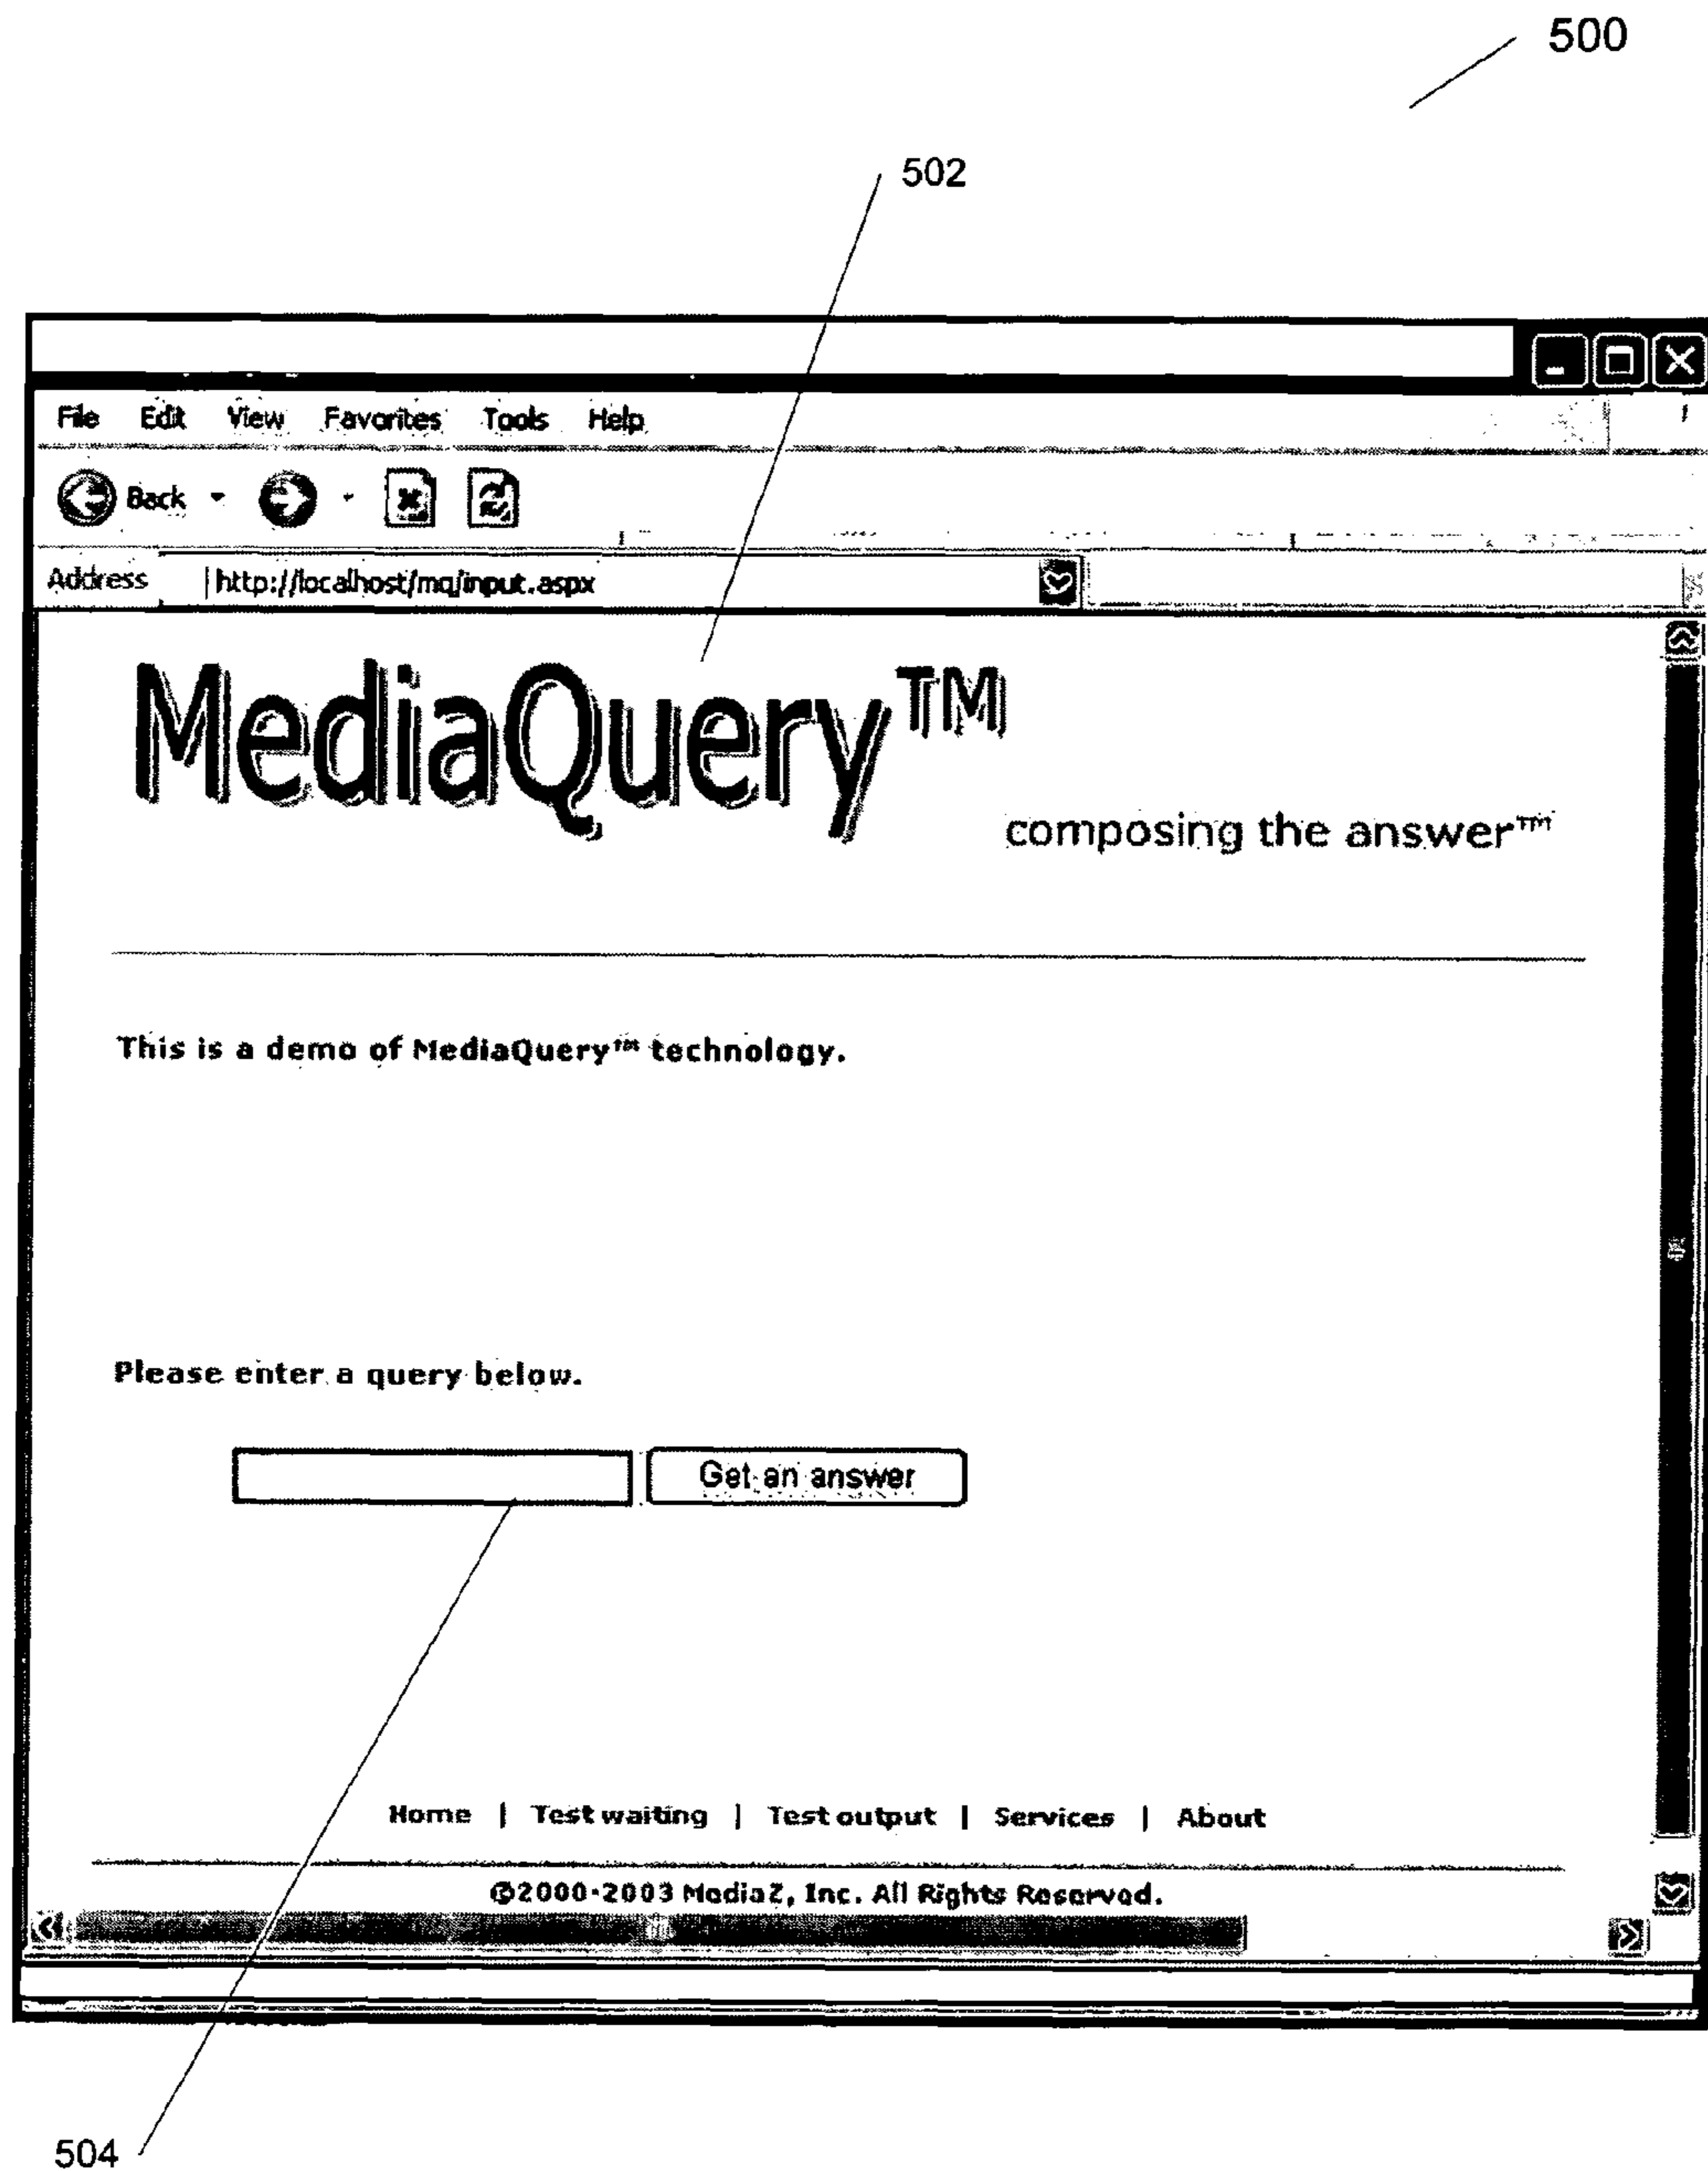 500
502
File Edit View Favorites Tools Help
Back
Address http://localhost/mq/input.aspx
MediaQuery™
composing the answer™
This is a demo of MediaQuery™ technology.
Please enter a query below.
Get an answer
Home | Test waiting | Test output | Services | About
©2000-2003 MediaZ, Inc. All Rights Reserved.
504